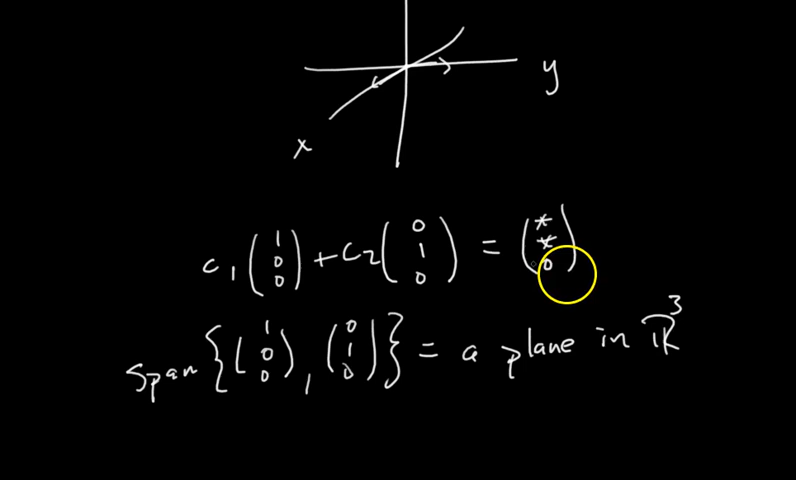 y
x
c₁(1 0 0) + c₂(0 1 0) = (* * 0)
Span{(1 0 0), (0 1 0)} = a plane in ℝ³